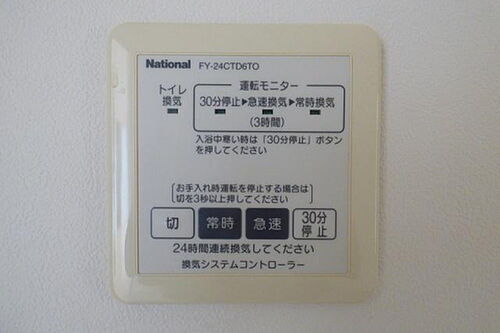 National FY-24CTD6TO
運転モニター
トイレ
換気
30分停止▶急速換気▶常時換気
(3時間)
入浴中寒い時は「30分停止」ボタン
を押してください
お手入れ時運転を停止する場合は
切を3秒以上押してください
切 常時 急速 30分
停止
24時間連続換気してください
換気システムコントローラー